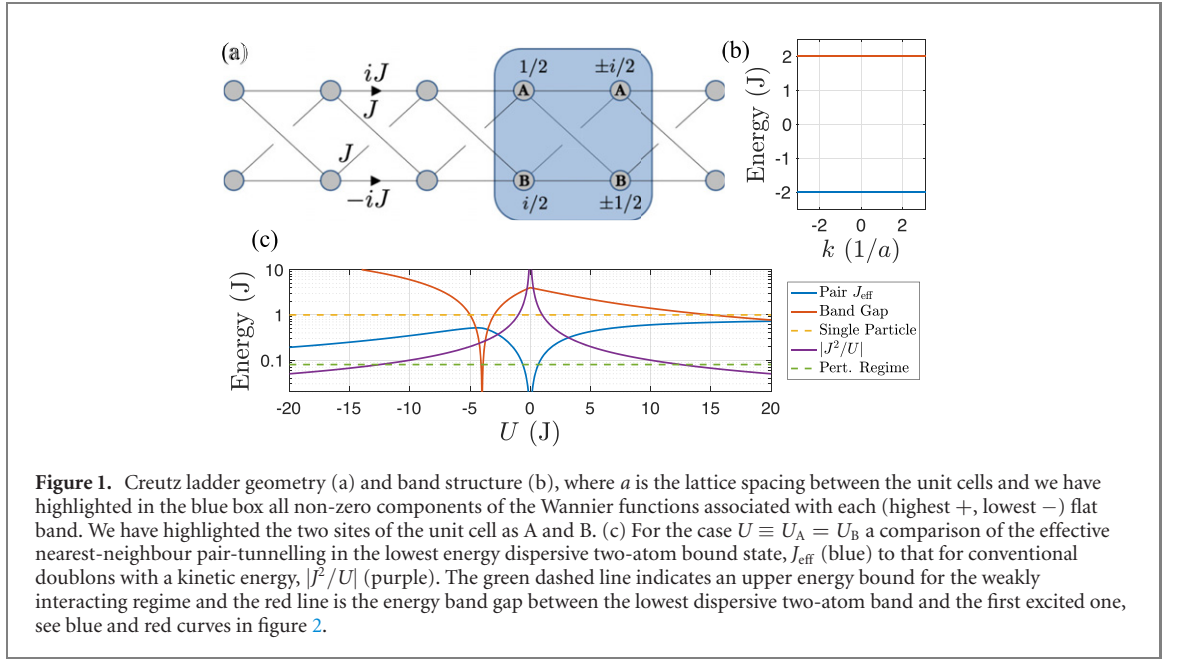 (a)
iJ
J
J
-iJ
1/2
±i/2
A
A
B
B
i/2
±1/2
(b)
Energy (J)
2
1
0
-1
-2
-2
0
2
k (1/a)
(c)
Energy (J)
10
1
0.1
-20
-15
-10
-5
0
5
10
15
20
U (J)
Pair J_eff
Band Gap
Single Particle
|J²/U|
Pert. Regime
Figure 1. Creutz ladder geometry (a) and band structure (b), where a is the lattice spacing between the unit cells and we have
highlighted in the blue box all non-zero components of the Wannier functions associated with each (highest +, lowest −) flat
band. We have highlighted the two sites of the unit cell as A and B. (c) For the case U ≡ U_A = U_B a comparison of the effective
nearest-neighbour pair-tunnelling in the lowest energy dispersive two-atom bound state, J_eff (blue) to that for conventional
doublons with a kinetic energy, |J²/U| (purple). The green dashed line indicates an upper energy bound for the weakly
interacting regime and the red line is the energy band gap between the lowest dispersive two-atom band and the first excited one,
see blue and red curves in figure 2.